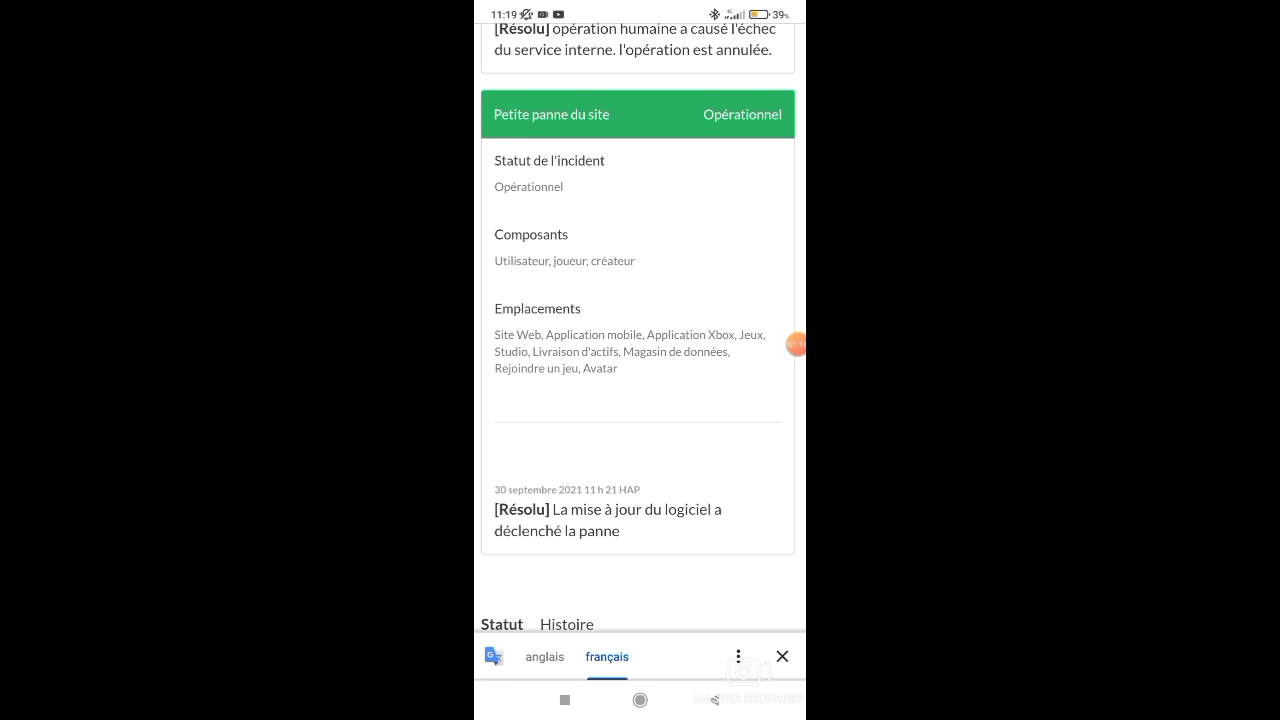 11:19 4G 39%
[Résolu] opération humaine a causé l'échec
du service interne. l'opération est annulée.
Petite panne du site Opérationnel
Statut de l'incident
Opérationnel
Composants
Utilisateur, joueur, créateur
Emplacements
Site Web, Application mobile, Application Xbox, Jeux,
Studio, Livraison d'actifs, Magasin de données,
Rejoindre un jeu, Avatar
30 septembre 2021 11 h 21 HAP
[Résolu] La mise à jour du logiciel a
déclenché la panne
Statut Histoire
anglais français
MASTER RECORDER